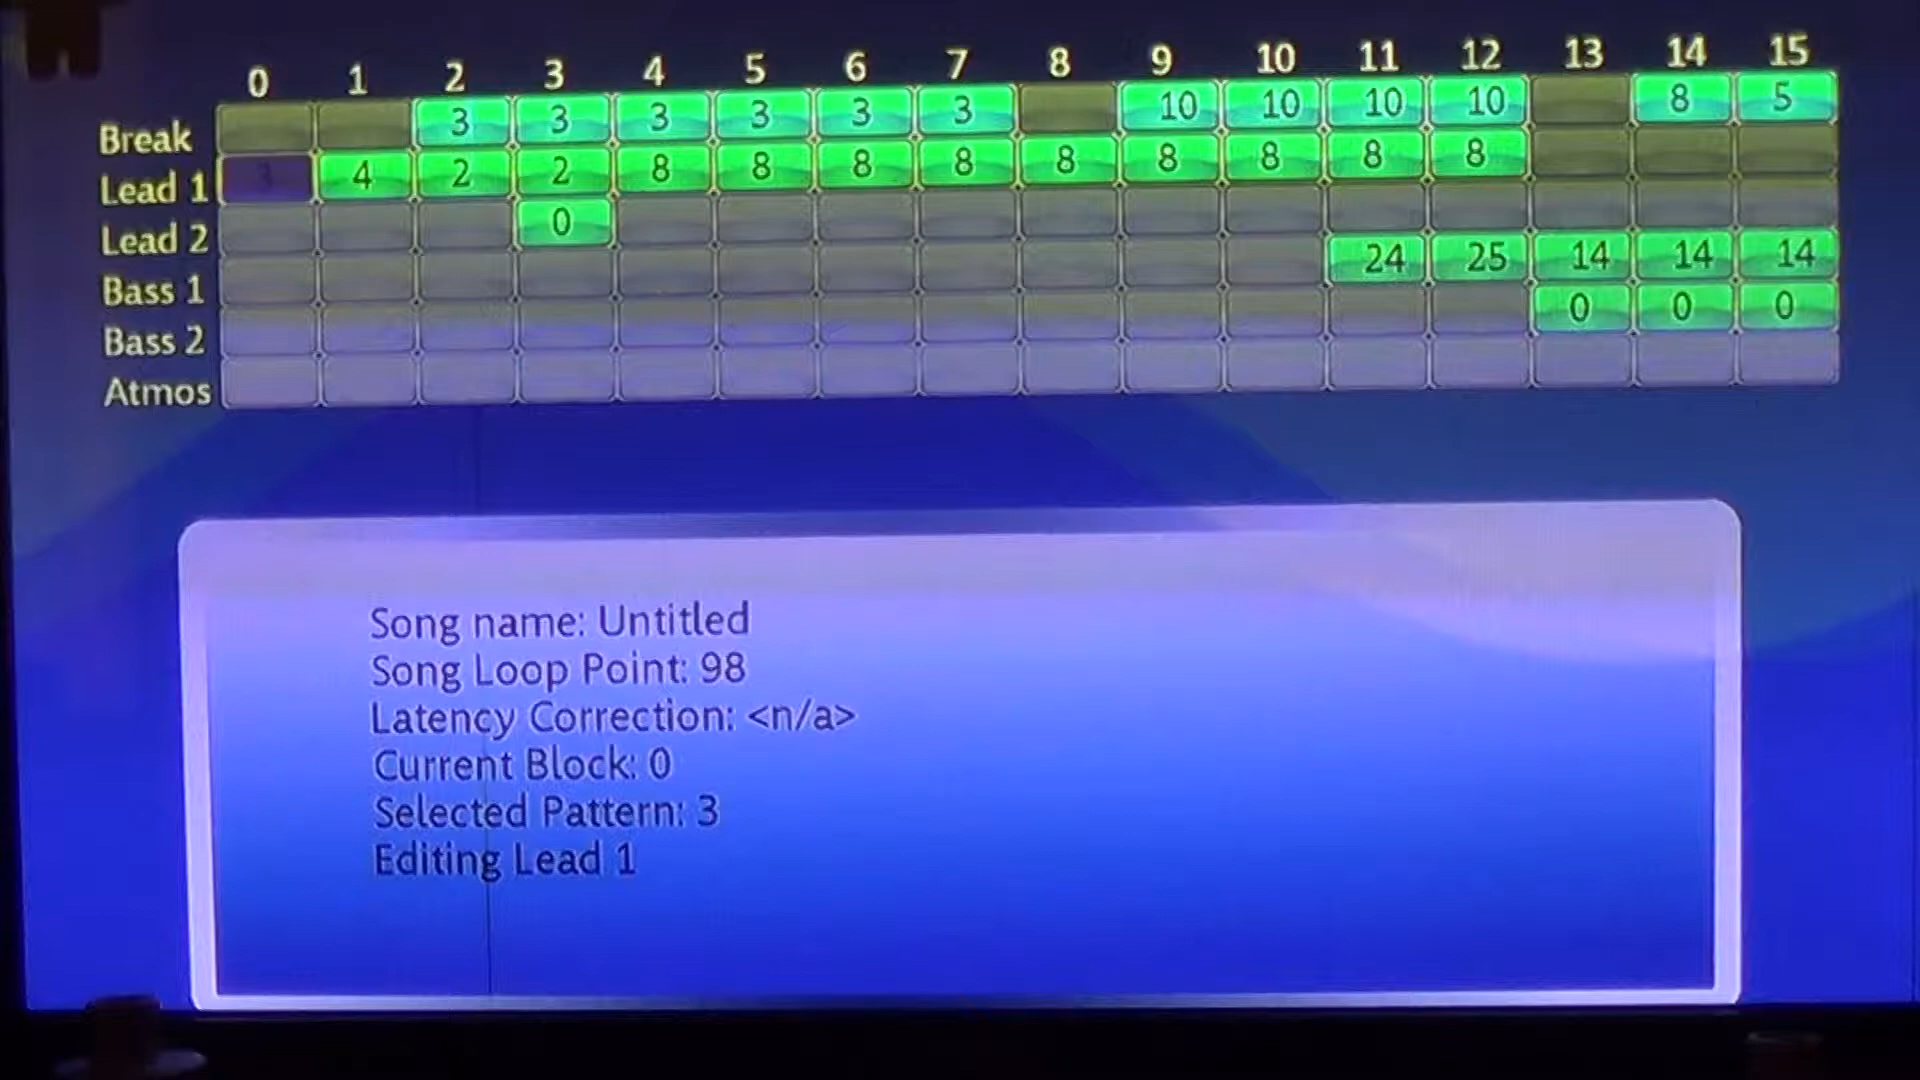 0 1 2 3 4 5 6 7 8 9 10 11 12 13 14 15
Break 3 3 3 3 3 3 10 10 10 10 8 5
Lead 1 3 4 2 2 8 8 8 8 8 8 8 8 8
Lead 2 0
Bass 1 24 25 14 14 14
Bass 2 0 0 0
Atmos
Song name: Untitled
Song Loop Point: 98
Latency Correction: <n/a>
Current Block: 0
Selected Pattern: 3
Editing Lead 1